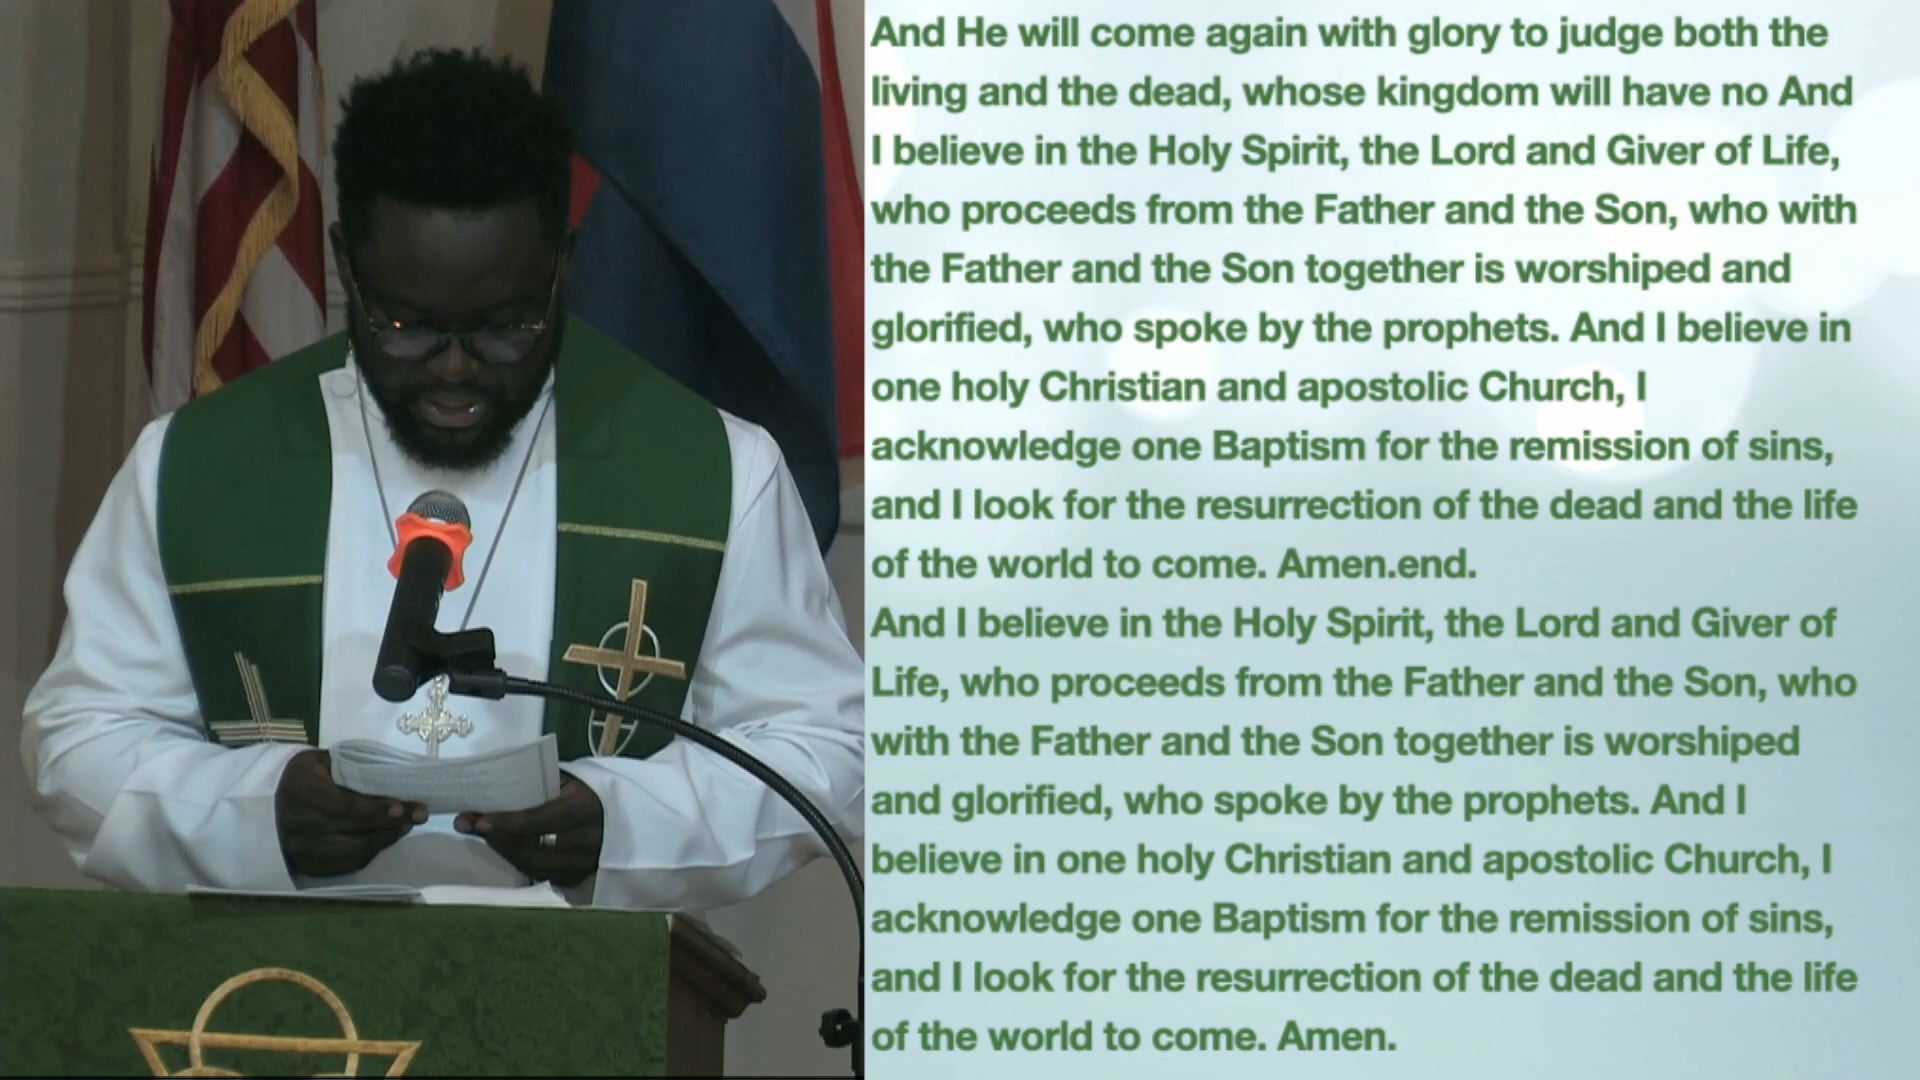 And He will come again with glory to judge both the
living and the dead, whose kingdom will have no And
I believe in the Holy Spirit, the Lord and Giver of Life,
who proceeds from the Father and the Son, who with
the Father and the Son together is worshiped and
glorified, who spoke by the prophets. And I believe in
one holy Christian and apostolic Church, I
acknowledge one Baptism for the remission of sins,
and I look for the resurrection of the dead and the life
of the world to come. Amen.end.
And I believe in the Holy Spirit, the Lord and Giver of
Life, who proceeds from the Father and the Son, who
with the Father and the Son together is worshiped
and glorified, who spoke by the prophets. And I
believe in one holy Christian and apostolic Church, I
acknowledge one Baptism for the remission of sins,
and I look for the resurrection of the dead and the life
of the world to come. Amen.